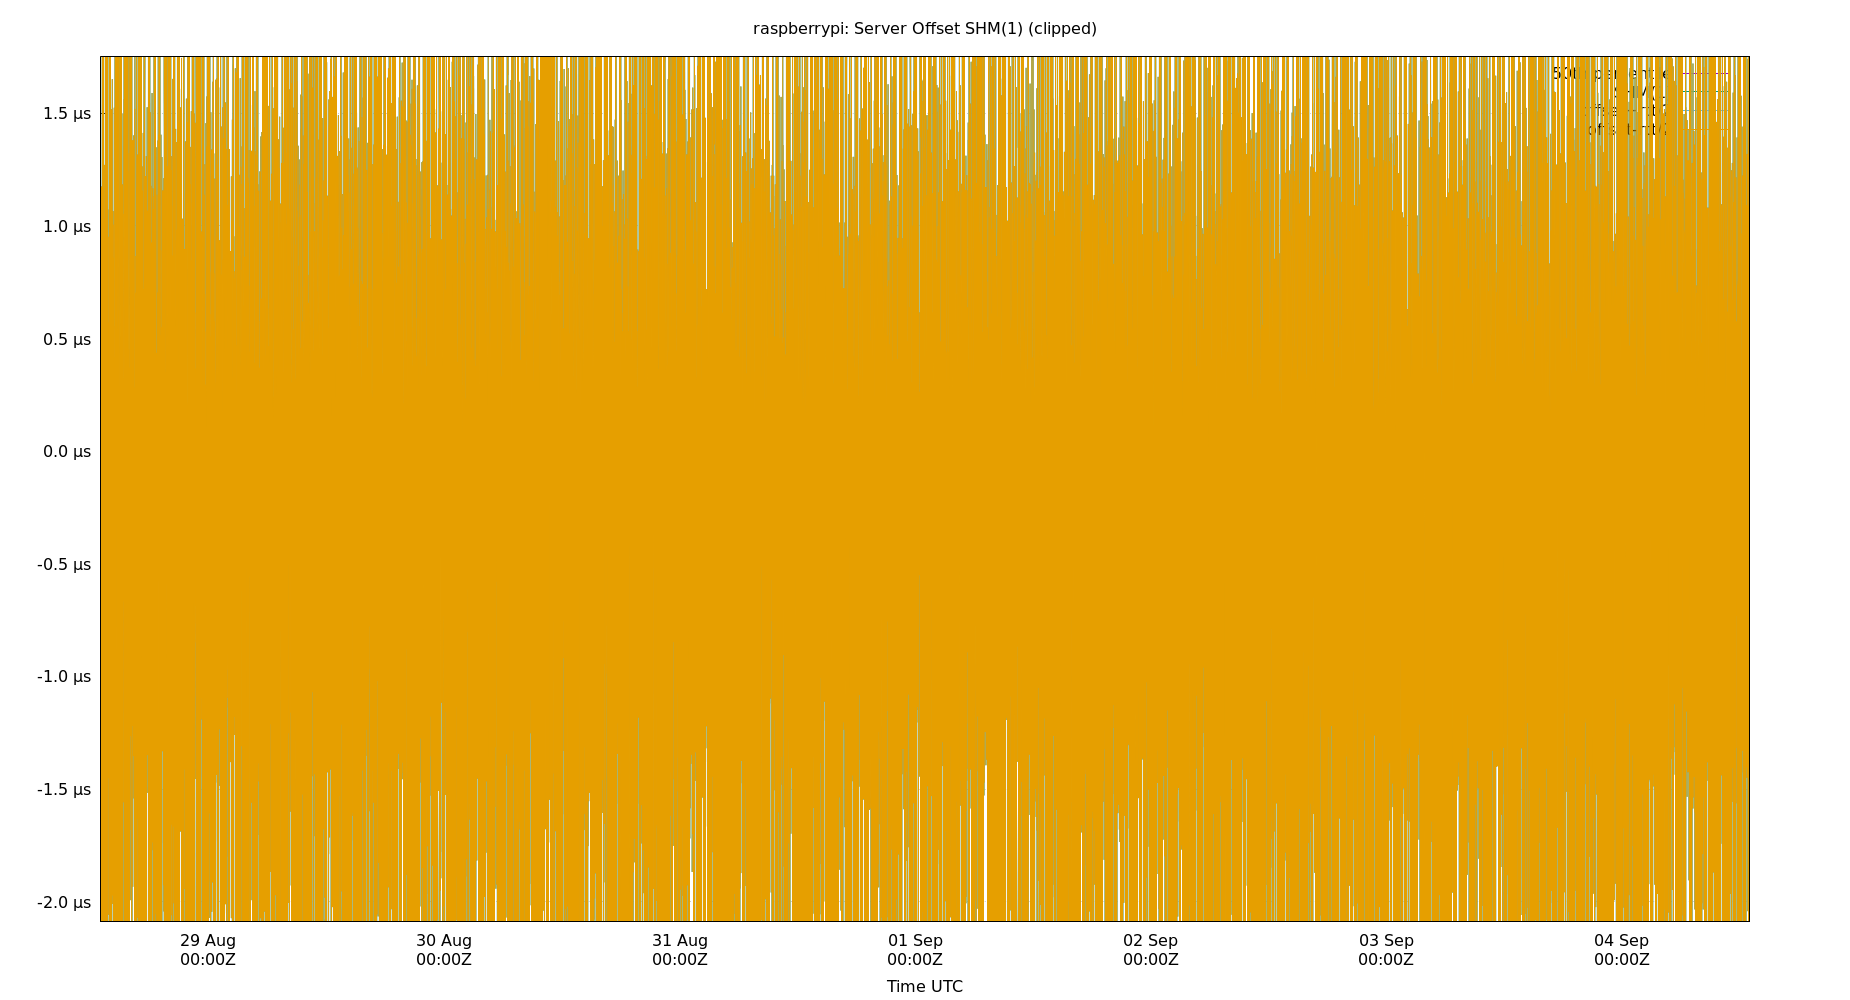 raspberrypi: Server Offset SHM(1) (clipped)
1.5 µs
1.0 µs
0.5 µs
0.0 µs
-0.5 µs
-1.0 µs
-1.5 µs
-2.0 µs
29 Aug 30 Aug 31 Aug 01 Sep 02 Sep 03 Sep 04 Sep
00:00Z 00:00Z 00:00Z 00:00Z 00:00Z 00:00Z 00:00Z
Time UTC